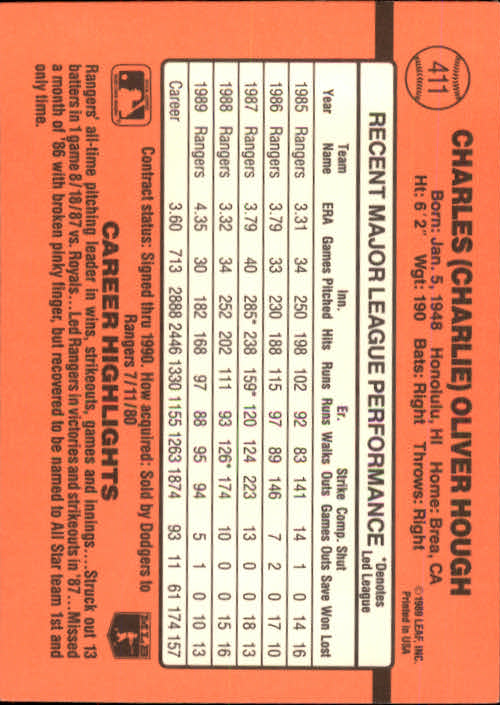 411
CHARLES (CHARLIE) OLIVER HOUGH
Born: Jan. 5, 1948 Honolulu, HI Home: Brea, CA
Ht: 6'2" Wgt: 190 Bats: Right Throws: Right
©1989 LEAF, INC.
Printed in USA
RECENT MAJOR LEAGUE PERFORMANCE
*Denotes
Led League
Team Inn. Er. Strike Comp. Shut
Year Name ERA Games Pitched Hits Runs Runs Walks Outs Games Outs Save Won Lost
1985 Rangers 3.31 34 250 198 102 92 83 141 14 1 0 14 16
1986 Rangers 3.79 33 230 188 115 97 89 146 7 2 0 17 10
1987 Rangers 3.79 40 285* 238 159* 120 124 223 13 0 0 18 13
1988 Rangers 3.32 34 252 202 111 93 126* 174 10 0 0 15 16
1989 Rangers 4.35 30 182 168 97 88 95 94 5 1 0 10 13
Career 3.60 713 2888 2446 1330 1155 1263 1874 93 11 61 174 157
Contract status: Signed thru 1990. How acquired: Sold by Dodgers to
Rangers 7/11/80
MLB
CAREER HIGHLIGHTS
Rangers' all-time pitching leader in wins, strikeouts, games and innings....Struck out 13
batters in 1 game 8/18/87 vs. Royals...Led Rangers in victories and strikeouts in '87...Missed
a month of '86 with broken pinky finger, but recovered to be named to All Star team 1st and
only time.